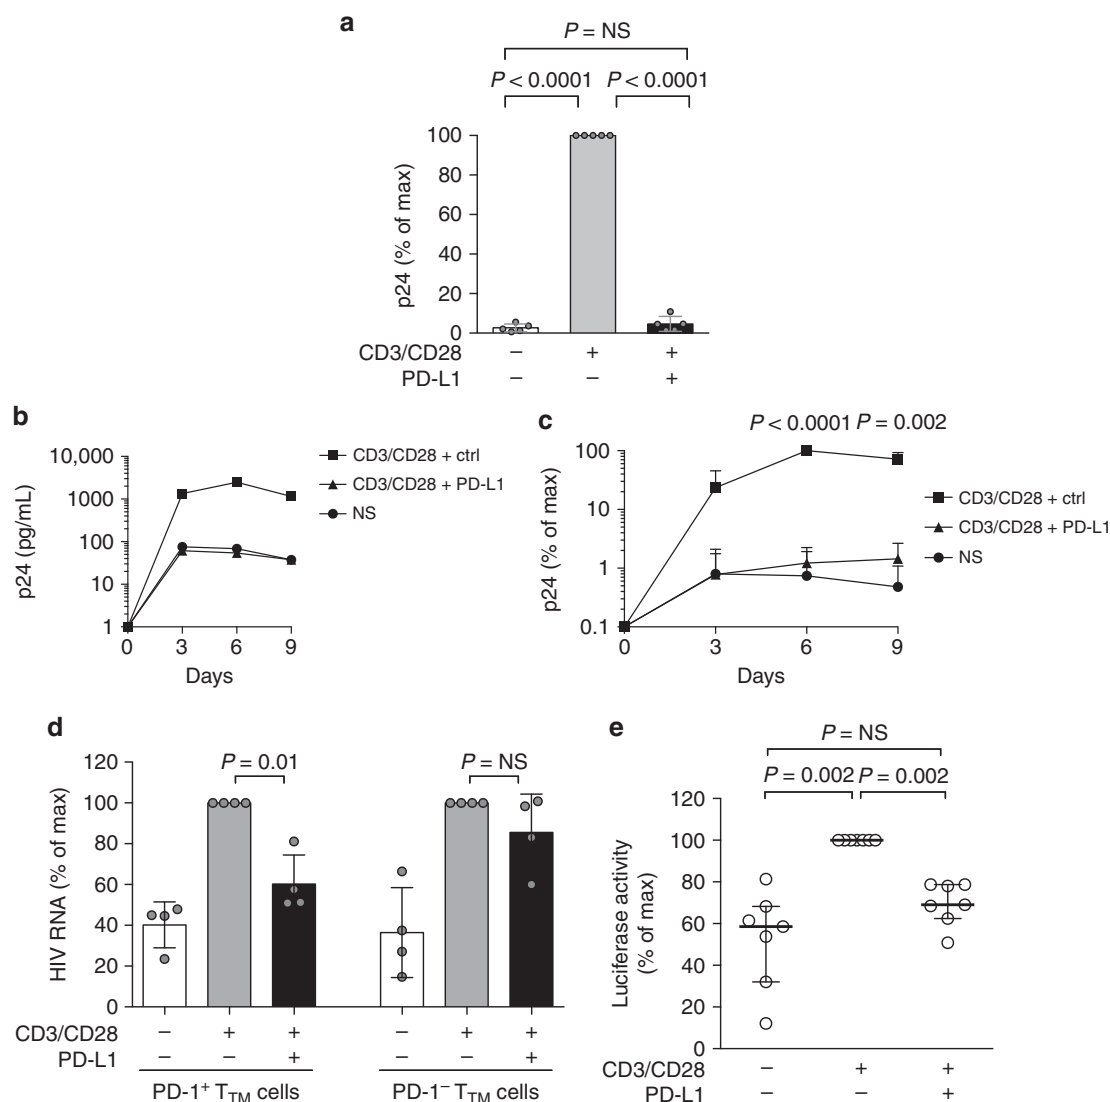 a
P = NS
P < 0.0001 P < 0.0001
p24 (% of max)
100
80
60
40
20
0
CD3/CD28 – + +
PD-L1 – – +
b
p24 (pg/mL)
10,000
1000
100
10
1
0 3 6 9
Days
CD3/CD28 + ctrl
CD3/CD28 + PD-L1
NS
c
P < 0.0001 P = 0.002
p24 (% of max)
100
10
1
0.1
0 3 6 9
Days
CD3/CD28 + ctrl
CD3/CD28 + PD-L1
NS
d
P = 0.01 P = NS
HIV RNA (% of max)
120
100
80
60
40
20
0
CD3/CD28 – + + – + +
PD-L1 – – + – – +
PD-1+ TTM cells PD-1– TTM cells
e
P = NS
P = 0.002 P = 0.002
Luciferase activity
(% of max)
120
100
80
60
40
20
0
CD3/CD28 – + +
PD-L1 – – +